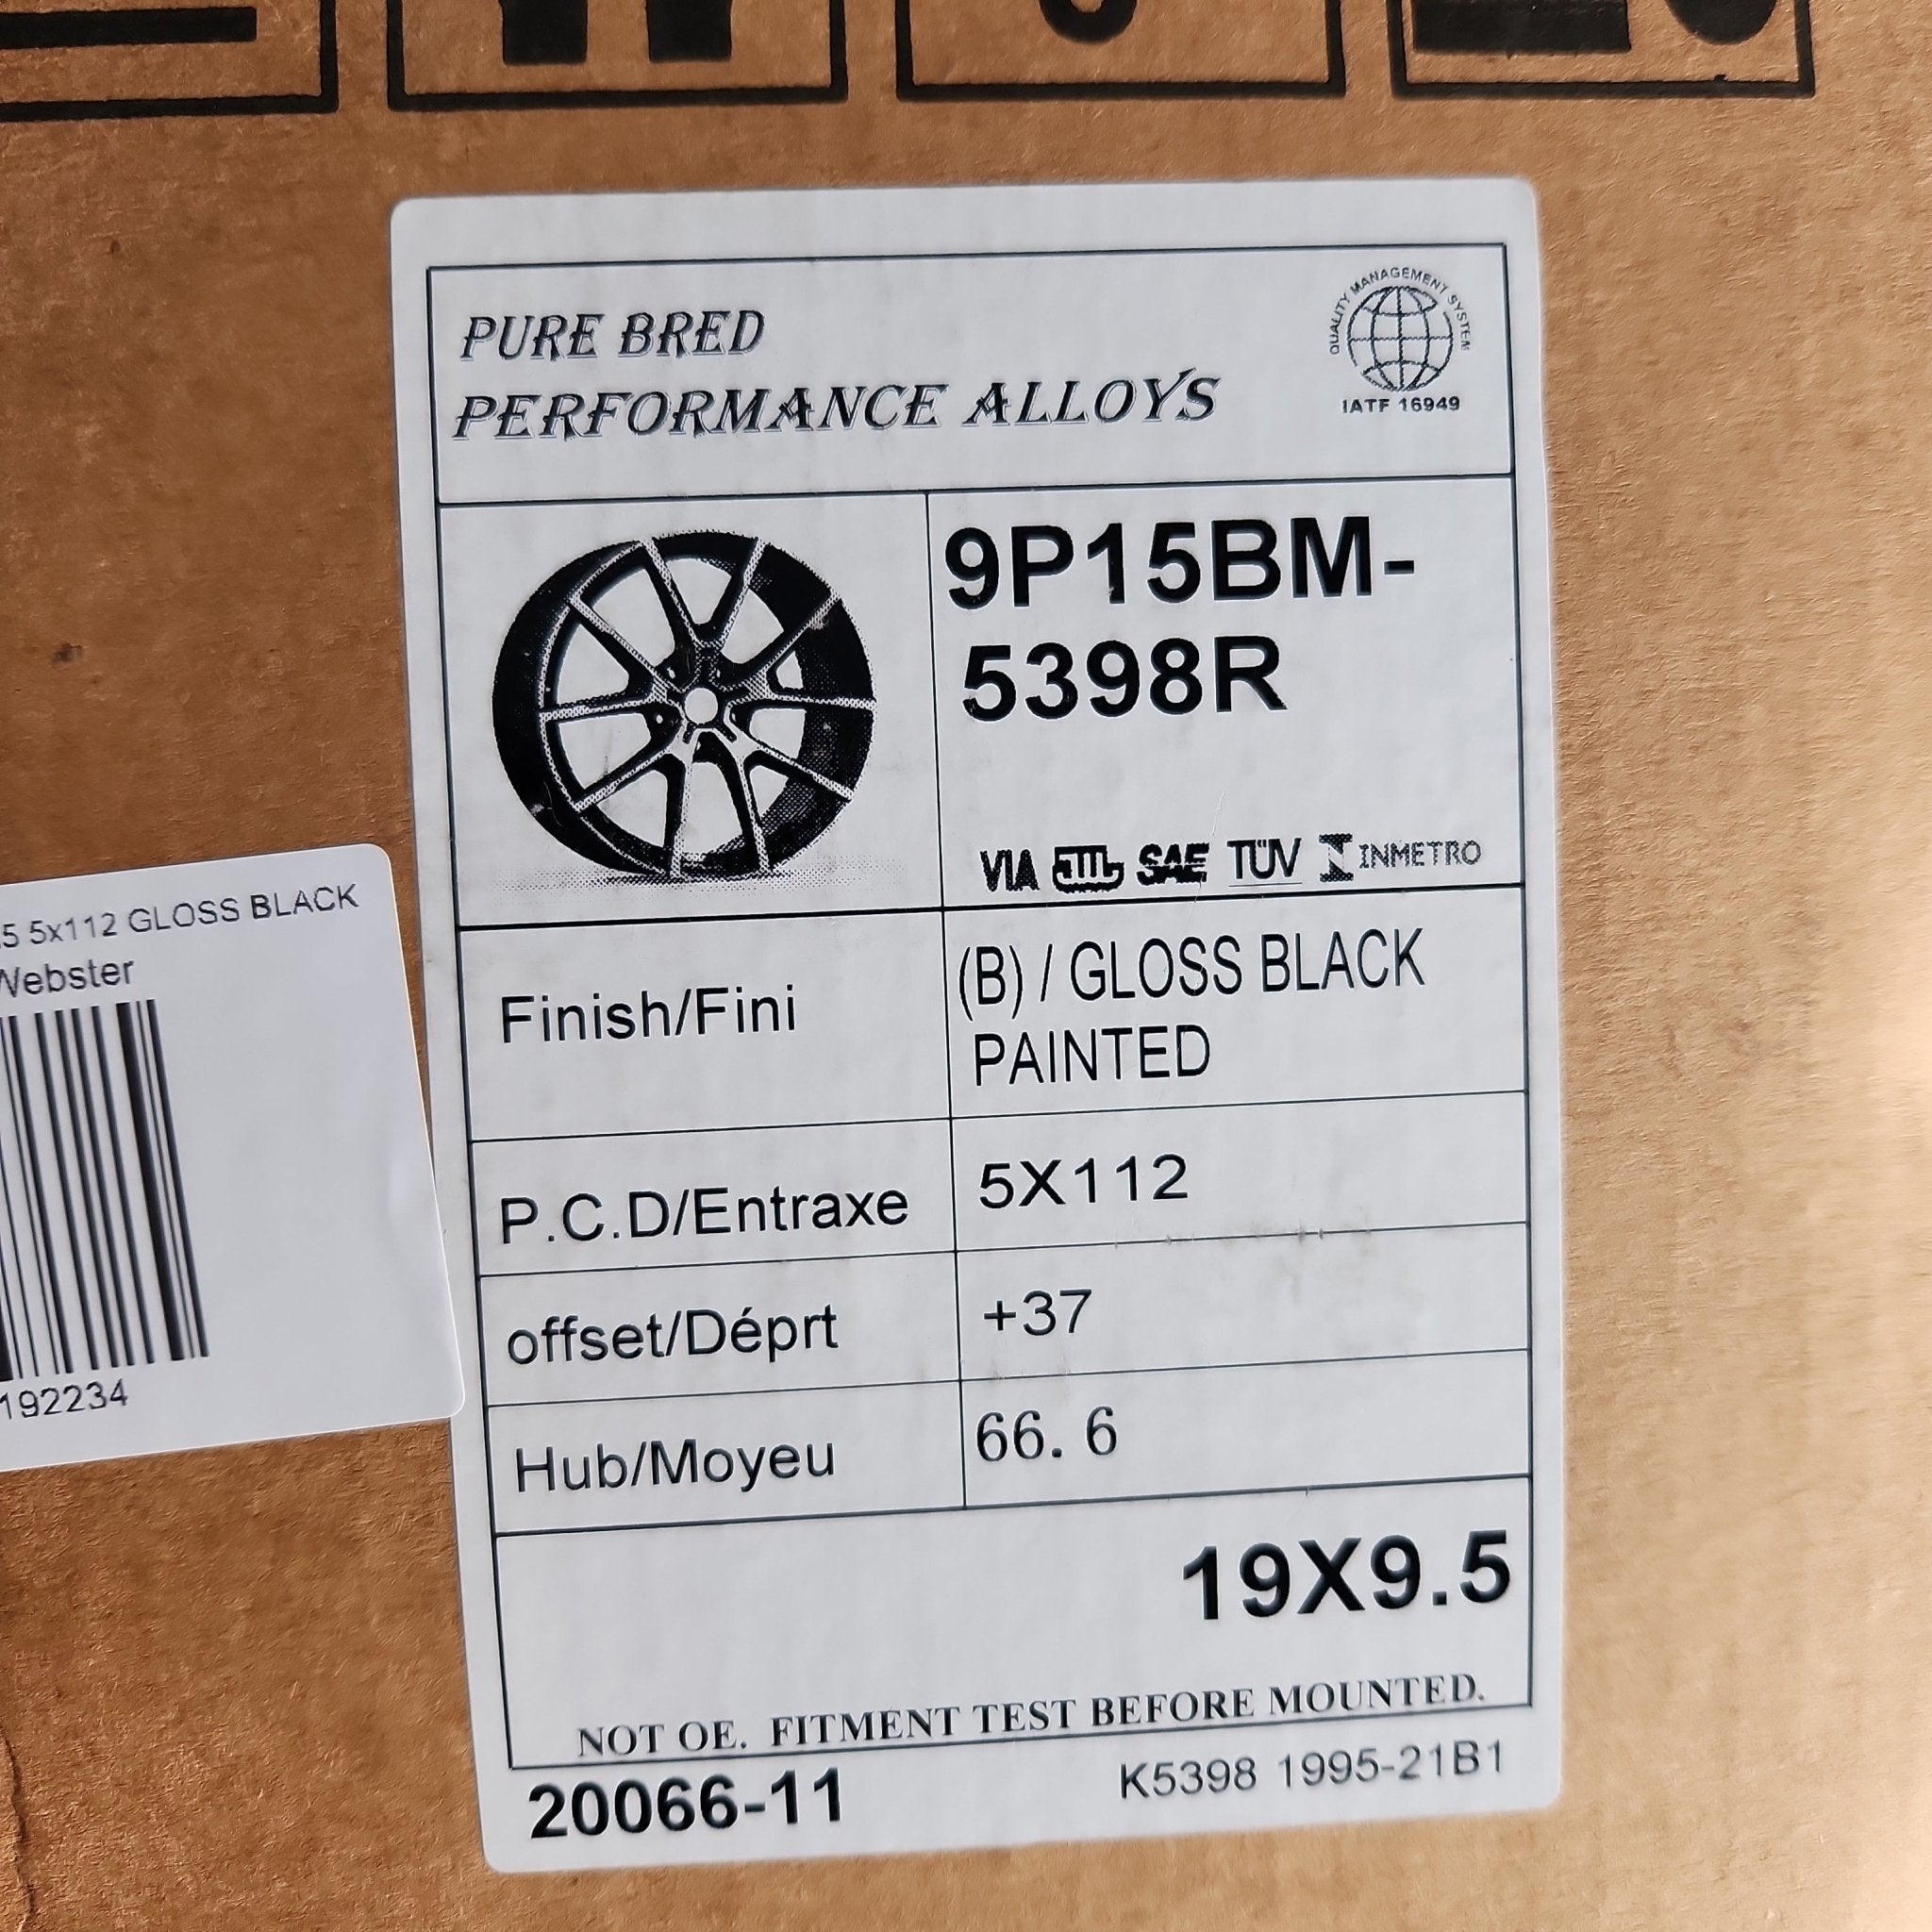 PURE BRED
PERFORMANCE ALLOYS
QUALITY MANAGEMENT SYSTEM
IATF 16949
9P15BM-
5398R
VIA JWL SAE TÜV INMETRO
Finish/Fini
(B) / GLOSS BLACK
PAINTED
P.C.D/Entraxe
5X112
offset/Déprt
+37
Hub/Moyeu
66. 6
19X9.5
NOT OE. FITMENT TEST BEFORE MOUNTED.
20066-11
K5398 1995-21B1
.5 5x112 GLOSS BLACK
Webster
192234